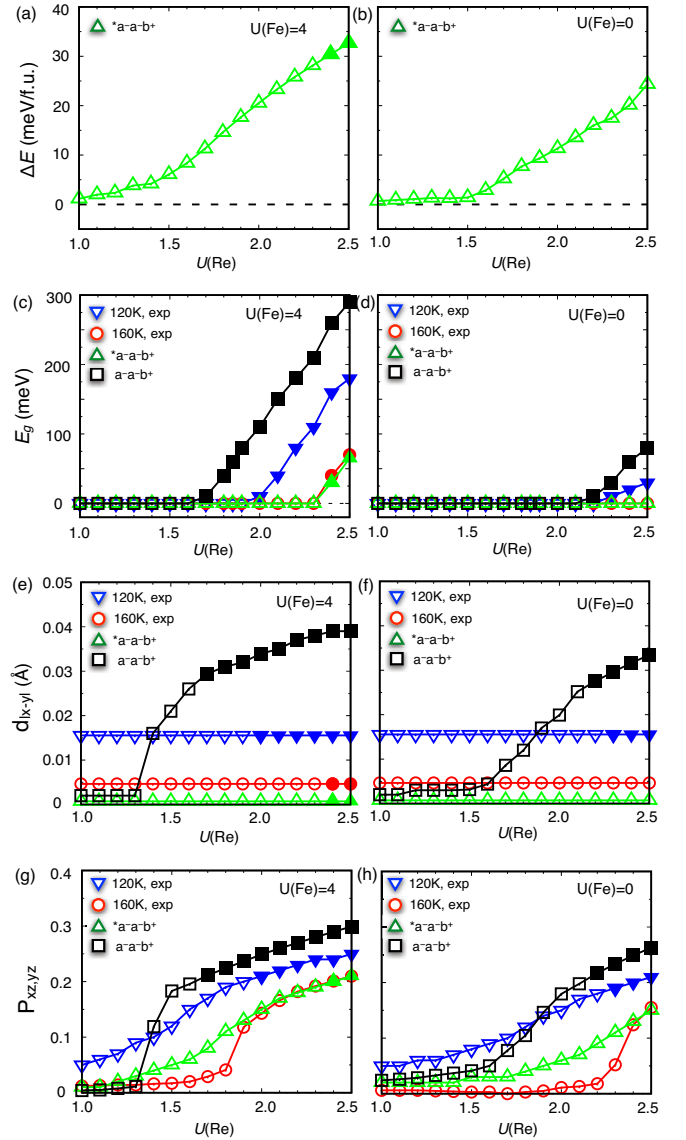 (a)
*a⁻a⁻b⁺
U(Fe)=4
ΔE (meV/f.u.)
40
30
20
10
0
1.0 1.5 2.0 2.5
U(Re)
(b)
*a⁻a⁻b⁺
U(Fe)=0
1.0 1.5 2.0 2.5
U(Re)
(c)
120K, exp
160K, exp
*a⁻a⁻b⁺
a⁻a⁻b⁺
U(Fe)=4
E_g (meV)
300
250
100
50
0
1.0 1.5 2.0 2.5
U(Re)
(d)
120K, exp
160K, exp
*a⁻a⁻b⁺
a⁻a⁻b⁺
U(Fe)=0
1.0 1.5 2.0 2.5
U(Re)
(e)
120K, exp
160K, exp
*a⁻a⁻b⁺
a⁻a⁻b⁺
U(Fe)=4
d|x-y| (Å)
0.05
0.04
0.03
0.02
0.01
0
1.0 1.5 2.0 2.5
U(Re)
(f)
120K, exp
160K, exp
*a⁻a⁻b⁺
a⁻a⁻b⁺
U(Fe)=0
1.0 1.5 2.0 2.5
U(Re)
(g)
120K, exp
160K, exp
*a⁻a⁻b⁺
a⁻a⁻b⁺
U(Fe)=4
P_xz,yz
0.4
0.3
0.2
0.1
0
1.0 1.5 2.0 2.5
U(Re)
(h)
120K, exp
160K, exp
*a⁻a⁻b⁺
a⁻a⁻b⁺
U(Fe)=0
1.0 1.5 2.0 2.5
U(Re)